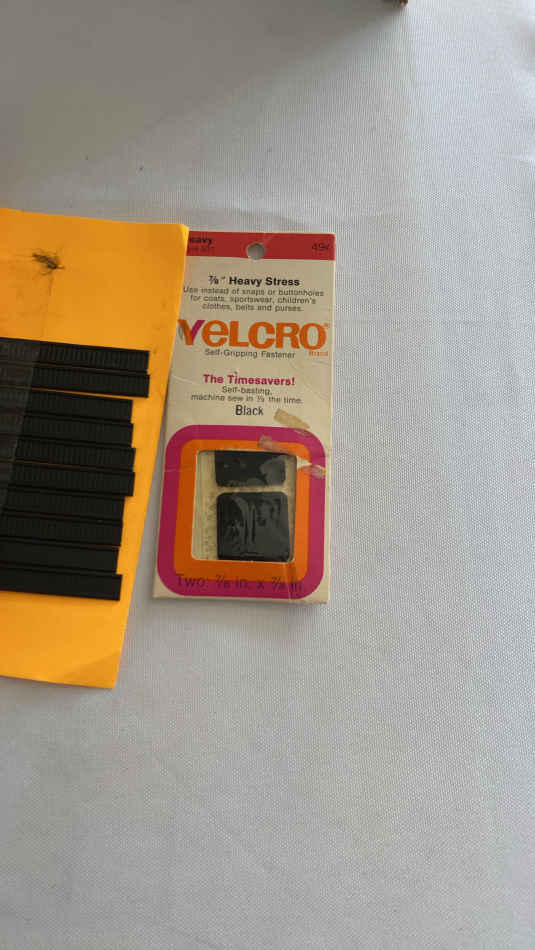 eavy
49¢
7/8" Heavy Stress
Use instead of snaps or buttonholes
for coats, sportswear, children's
clothes, belts and purses.
VELCRO®
Brand
Self-Gripping Fastener
The Timesavers!
Self-basting,
machine sew in ⅓ the time.
Black
Two: 7/8 in. x 7/8 in.